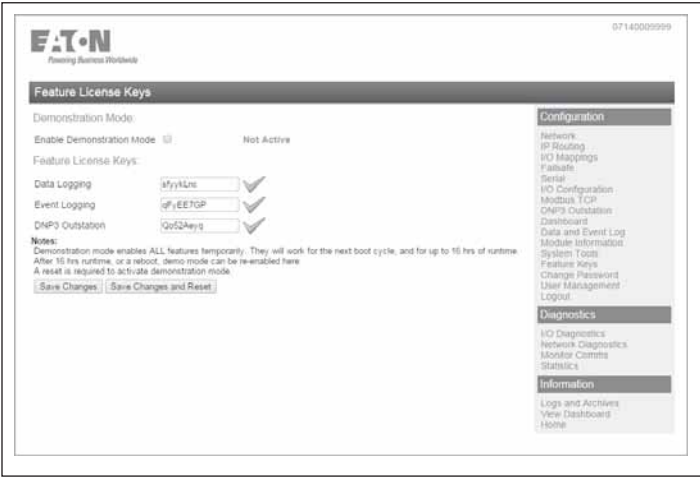 07140009999
EATON
Powering Business Worldwide
Feature License Keys
Demonstration Mode:
Enable Demonstration Mode Not Active
Feature License Keys:
Data Logging sfyykLnc
Event Logging qFyEE7GP
DNP3 Outstation Qo52Aeyq
Notes:
Demonstration mode enables ALL features temporarily. They will work for the next boot cycle, and for up to 16 hrs of runtime.
After 16 hrs runtime, or a reboot, demo mode can be re-enabled here.
A reset is required to activate demonstration mode.
Save Changes Save Changes and Reset
Configuration
Network
IP Routing
I/O Mappings
Failsafe
Serial
I/O Configuration
Modbus TCP
DNP3 Outstation
Dashboard
Data and Event Log
Module Information
System Tools
Feature Keys
Change Password
User Management
Logout
Diagnostics
I/O Diagnostics
Network Diagnostics
Monitor Comms
Statistics
Information
Logs and Archives
View Dashboard
Home